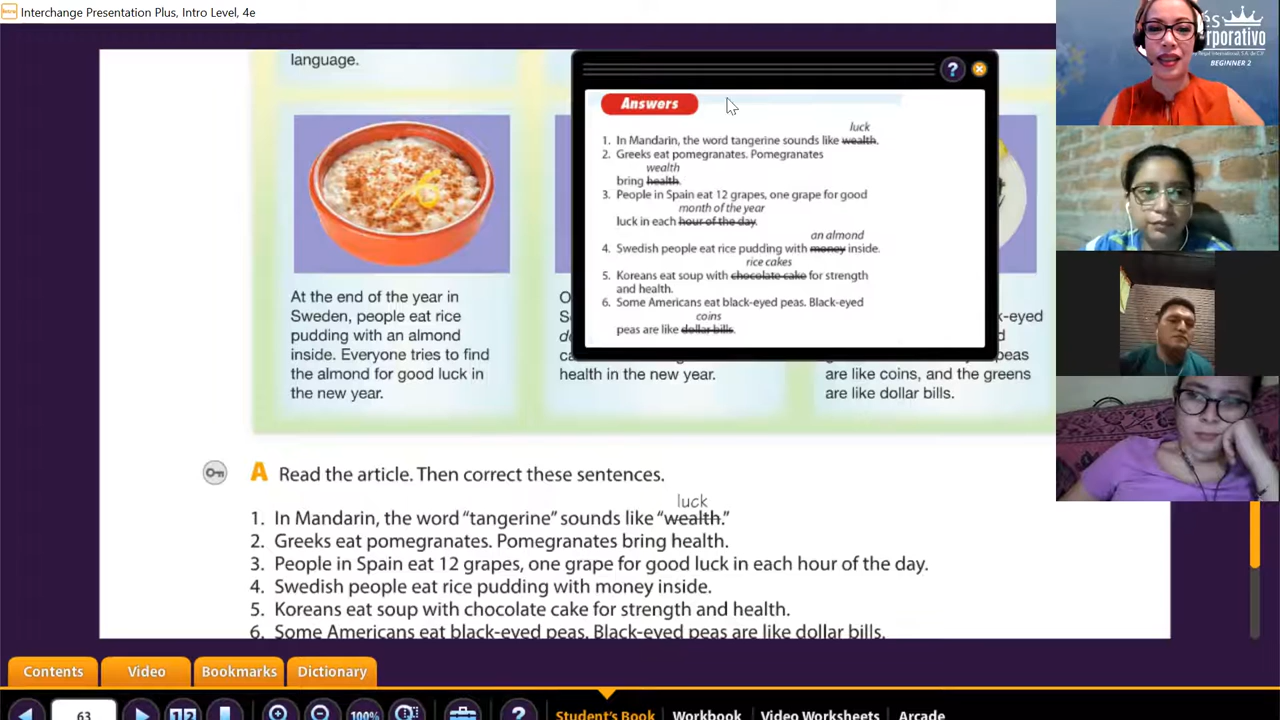 Interchange Presentation Plus, Intro Level, 4e
és
rporativo
BEGINNER 2
language.
?
Answers
luck
1. In Mandarin, the word tangerine sounds like wealth.
2. Greeks eat pomegranates. Pomegranates
wealth
bring health.
3. People in Spain eat 12 grapes, one grape for good
month of the year
luck in each hour of the day.
an almond
4. Swedish people eat rice pudding with money inside.
rice cakes
5. Koreans eat soup with chocolate cake for strength
and health.
6. Some Americans eat black-eyed peas. Black-eyed
coins
peas are like dollar bills.
At the end of the year in
Sweden, people eat rice
pudding with an almond
inside. Everyone tries to find
the almond for good luck in
the new year.
health in the new year.
k-eyed
peas
are like coins, and the greens
are like dollar bills.
A Read the article. Then correct these sentences.
luck
1. In Mandarin, the word “tangerine” sounds like “wealth.”
2. Greeks eat pomegranates. Pomegranates bring health.
3. People in Spain eat 12 grapes, one grape for good luck in each hour of the day.
4. Swedish people eat rice pudding with money inside.
5. Koreans eat soup with chocolate cake for strength and health.
6. Some Americans eat black-eyed peas. Black-eyed peas are like dollar bills.
Contents Video Bookmarks Dictionary
63 1 2 100% ? Student's Book Workbook Video Worksheets Arcade